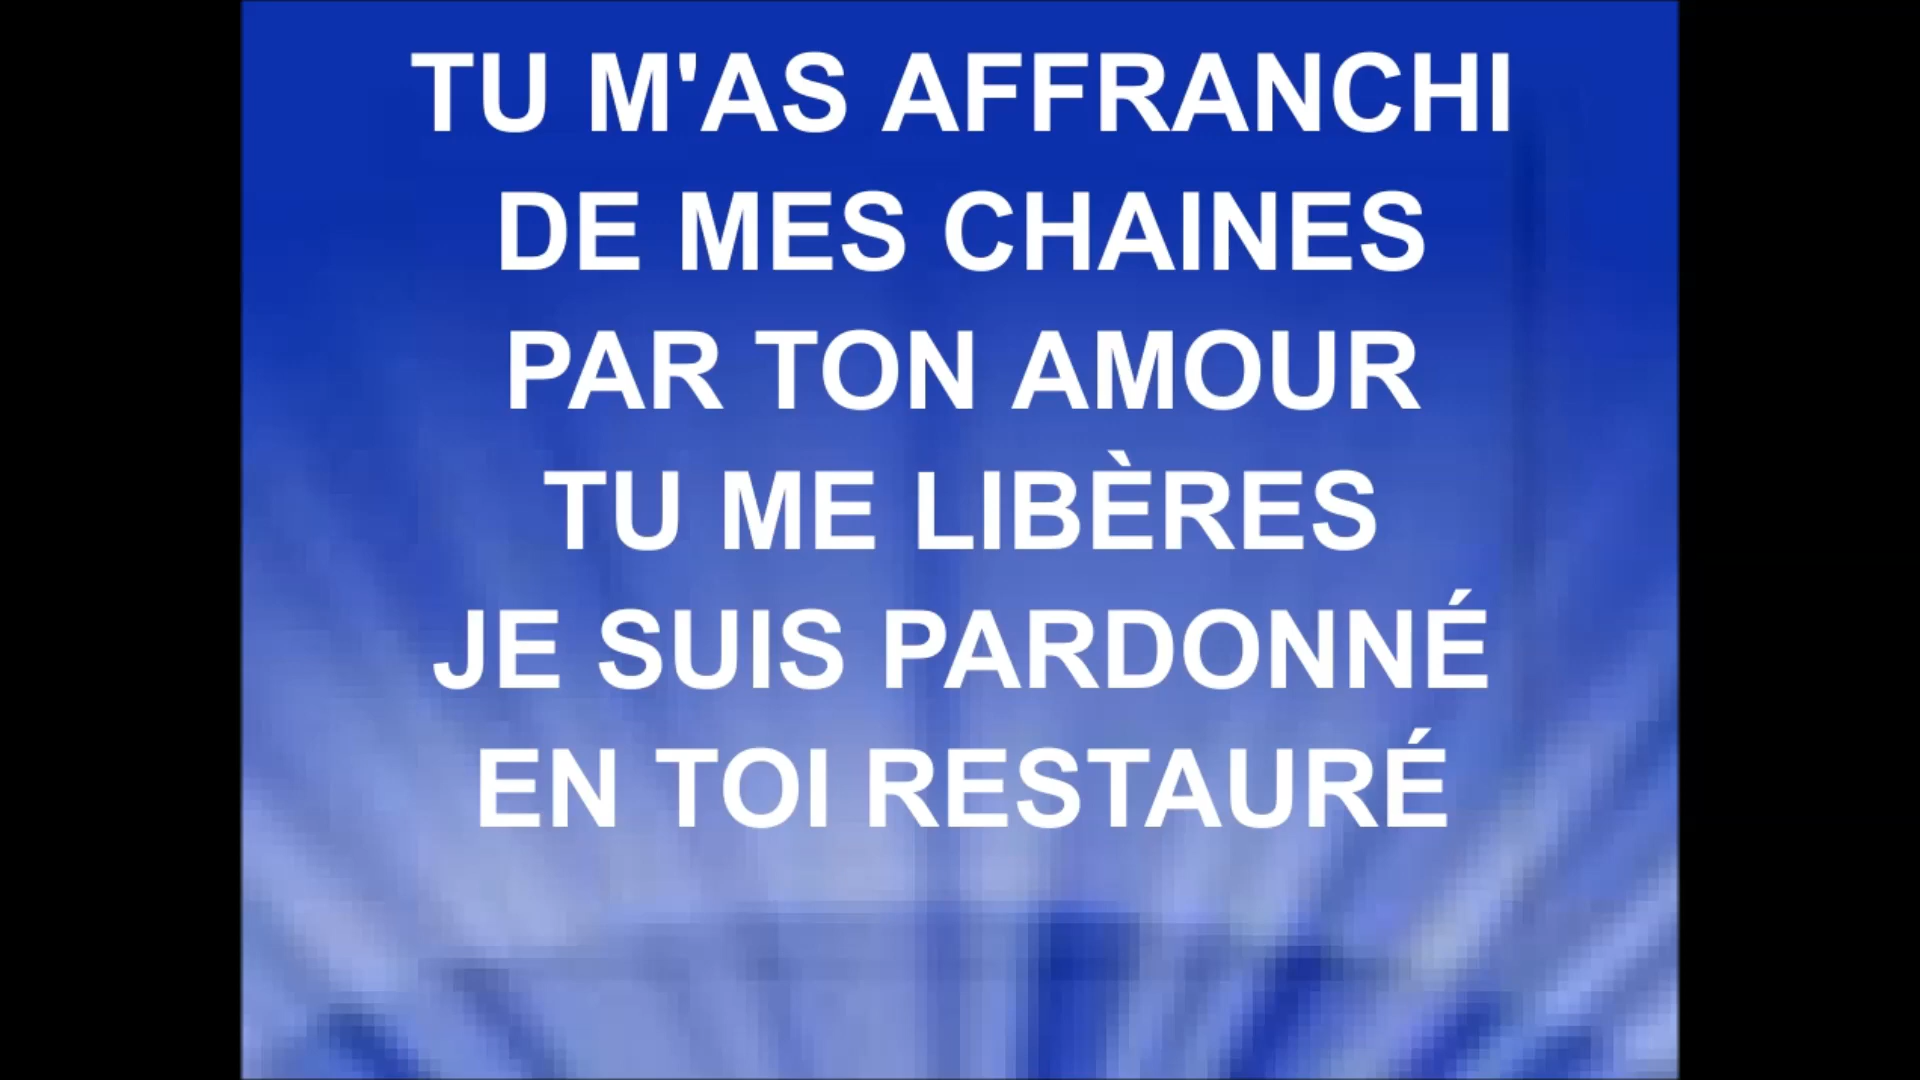 TU M'AS AFFRANCHI
DE MES CHAINES
PAR TON AMOUR
TU ME LIBÈRES
JE SUIS PARDONNÉ
EN TOI RESTAURÉ